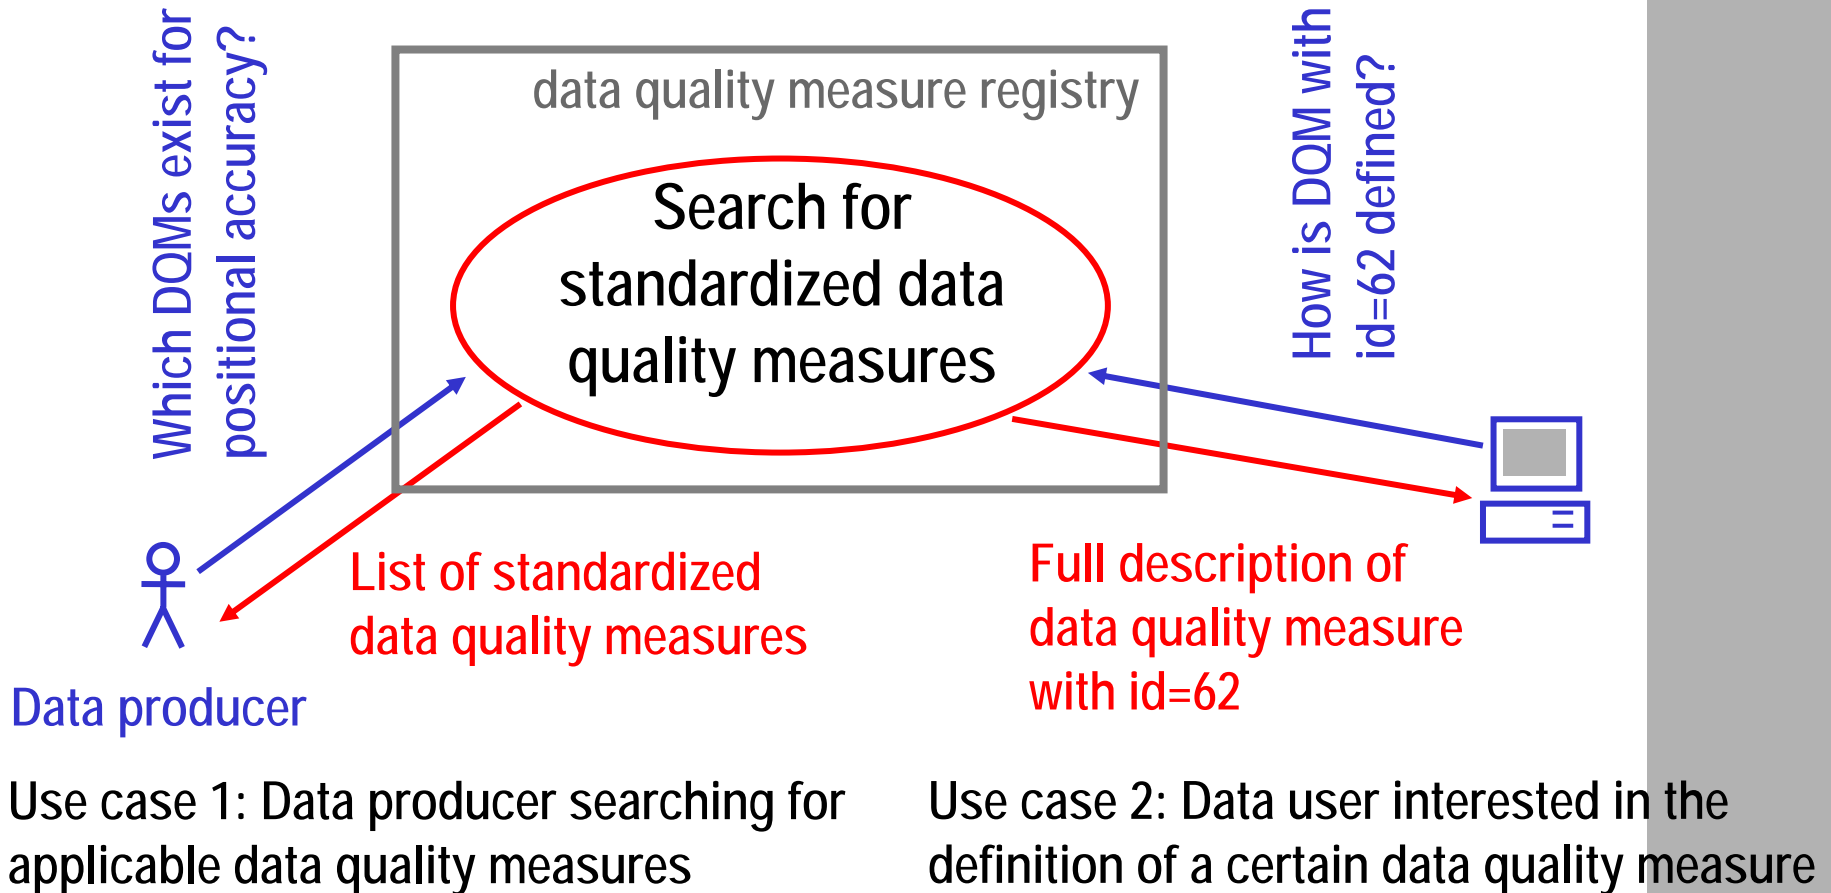 Which DQMs exist for
positional accuracy?
data quality measure registry
Search for
standardized data
quality measures
How is DQM with
id=62 defined?
List of standardized
data quality measures
Full description of
data quality measure
with id=62
Data producer
Use case 1: Data producer searching for
applicable data quality measures
Use case 2: Data user interested in the
definition of a certain data quality measure